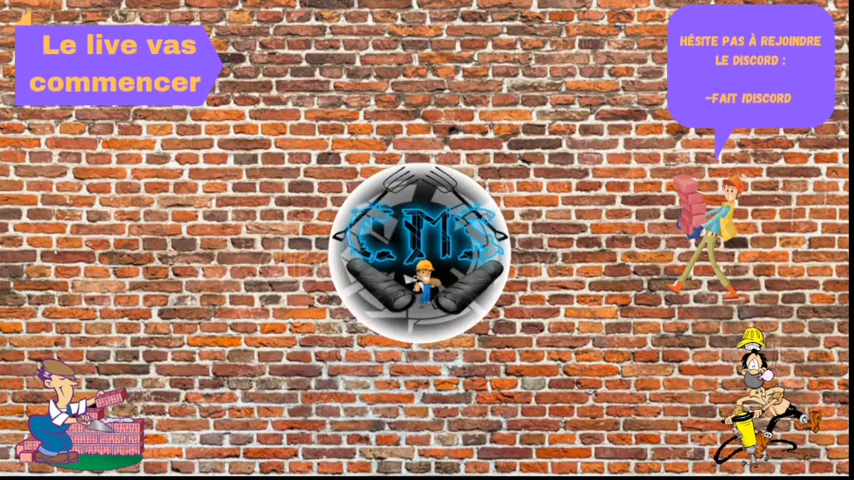 Le live vas
commencer
HÉSITE PAS À REJOINDRE
LE DISCORD :
-FAIT !DISCORD
CMS